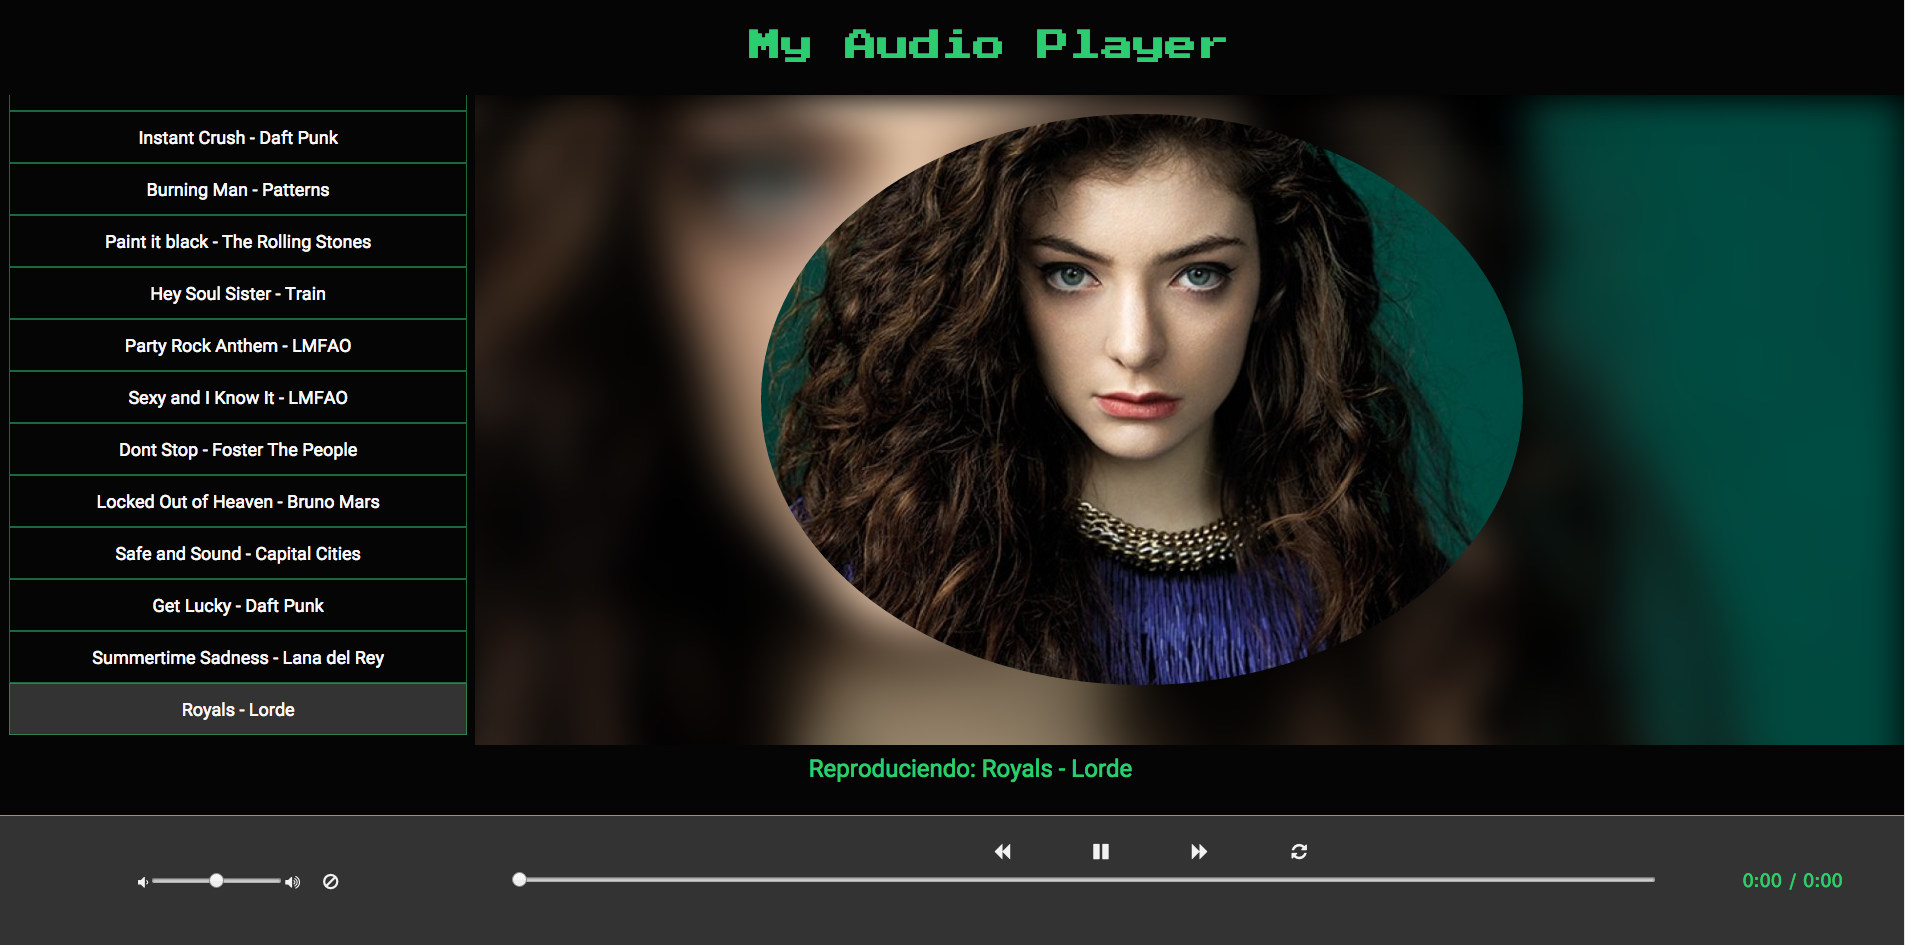 My Audio Player
Instant Crush - Daft Punk
Burning Man - Patterns
Paint it black - The Rolling Stones
Hey Soul Sister - Train
Party Rock Anthem - LMFAO
Sexy and I Know It - LMFAO
Dont Stop - Foster The People
Locked Out of Heaven - Bruno Mars
Safe and Sound - Capital Cities
Get Lucky - Daft Punk
Summertime Sadness - Lana del Rey
Royals - Lorde
Reproduciendo: Royals - Lorde
0:00 / 0:00